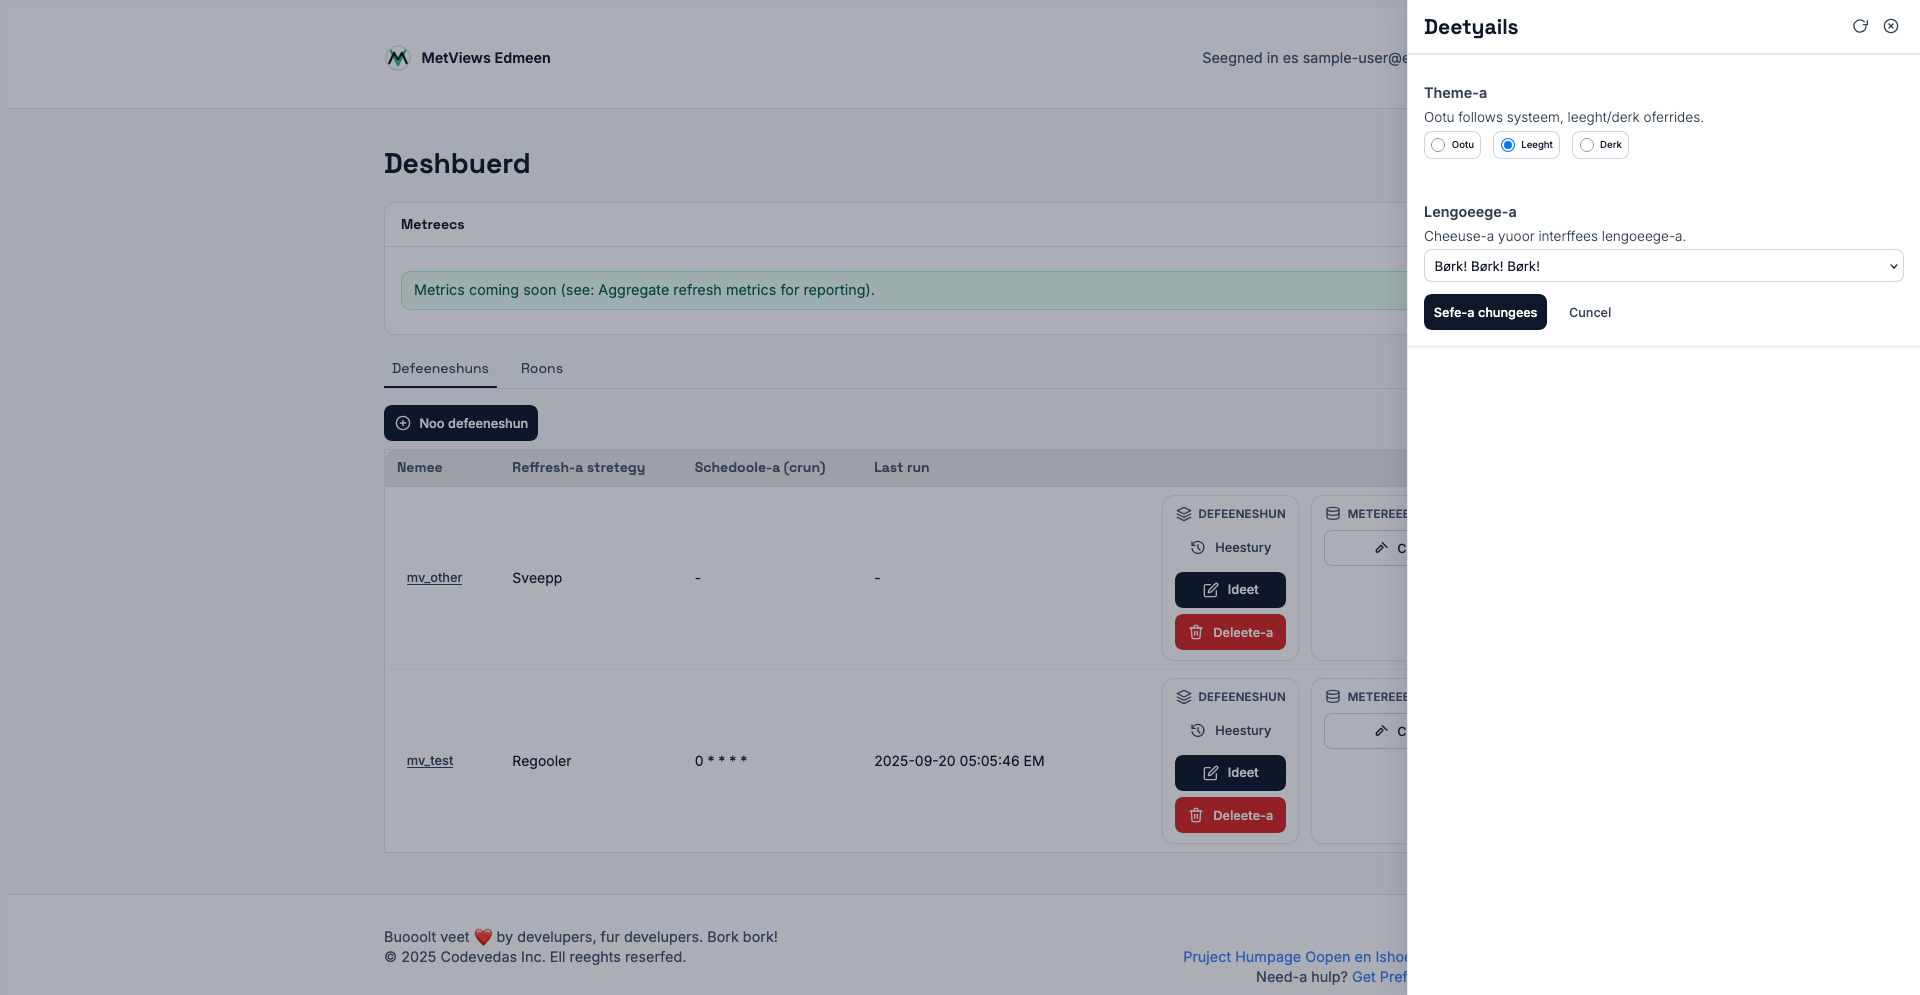 MetViews Edmeen
Seegned in es sample-user@e
Deshbuerd
Metreecs
Metrics coming soon (see: Aggregate refresh metrics for reporting).
Defeeneshuns
Roons
Noo defeeneshun
Nemee Reffresh-a stretegy Schedoole-a (crun) Last run
mv_other Sveepp - -
DEFEENESHUN
Heestury
Ideet
Deleete-a
METEREEE
C
mv_test Regooler 0 * * * * 2025-09-20 05:05:46 EM
DEFEENESHUN
Heestury
Ideet
Deleete-a
METEREEE
C
Buooolt veet ❤️ by develupers, fur develupers. Bork bork!
© 2025 Codevedas Inc. Ell reeghts reserfed.
Pruject Humpage Oopen en Ishoe
Need-a hulp? Get Pref
Deetyails
Theme-a
Ootu follows systeem, leeght/derk oferrides.
Ootu
Leeght
Derk
Lengoeege-a
Cheeuse-a yuoor interffees lengoeege-a.
Børk! Børk! Børk!
Sefe-a chungees
Cuncel